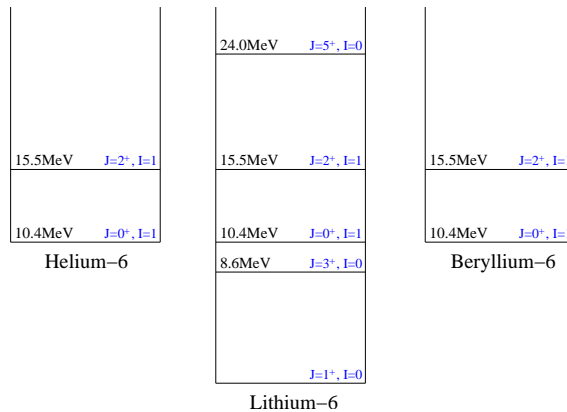 24.0MeV J=5+, I=0
15.5MeV J=2+, I=1
15.5MeV J=2+, I=1
15.5MeV J=2+, I=
10.4MeV J=0+, I=1
10.4MeV J=0+, I=1
10.4MeV J=0+, I=
Helium−6
Beryllium−6
8.6MeV J=3+, I=0
J=1+, I=0
Lithium−6